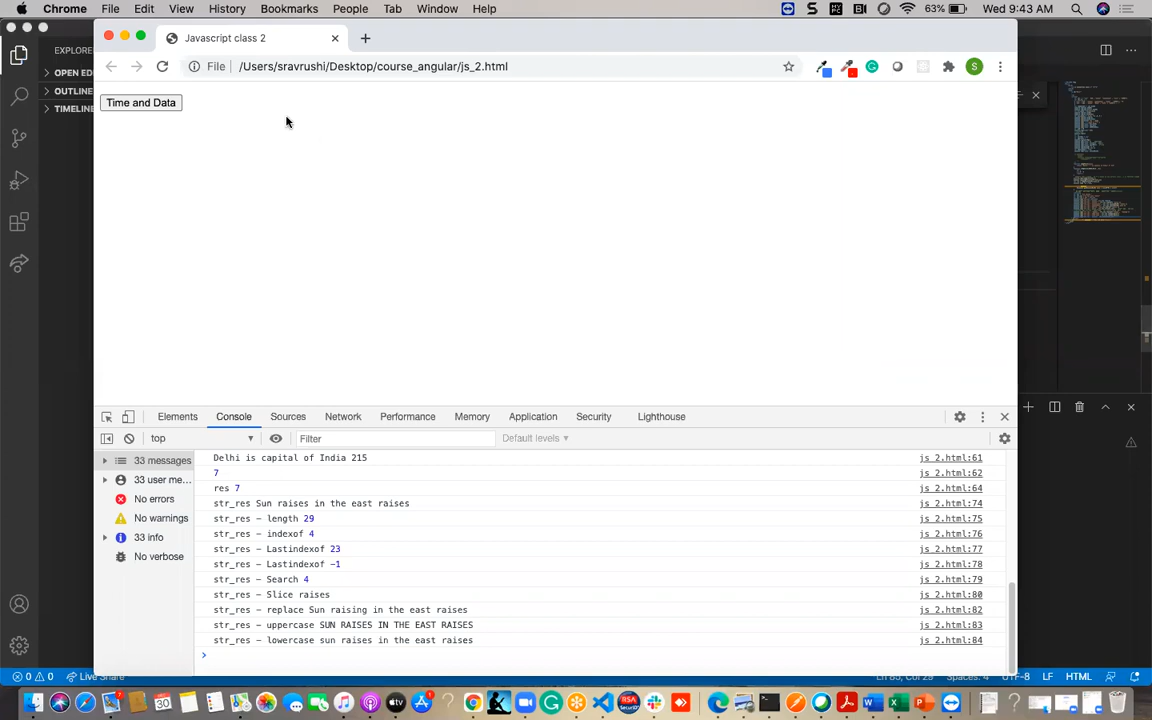 Chrome File Edit View History Bookmarks People Tab Window Help 63% Wed 9:43 AM
Javascript class 2
File /Users/sravrushi/Desktop/course_angular/js_2.html
S
EXPLORE
OPEN ED
OUTLINE
TIMELINE
Time and Data
Elements Console Sources Network Performance Memory Application Security Lighthouse
top Filter Default levels
33 messages
33 user me...
No errors
No warnings
33 info
No verbose
Delhi is capital of India 215 js_2.html:61
7 js_2.html:62
res 7 js_2.html:64
str_res Sun raises in the east raises js_2.html:74
str_res - length 29 js_2.html:75
str_res - indexof 4 js_2.html:76
str_res - Lastindexof 23 js_2.html:77
str_res - Lastindexof -1 js_2.html:78
str_res - Search 4 js_2.html:79
str_res - Slice raises js_2.html:80
str_res - replace Sun raising in the east raises js_2.html:82
str_res - uppercase SUN RAISES IN THE EAST RAISES js_2.html:83
str_res - lowercase sun raises in the east raises js_2.html:84
0 0 Live Share UTF-8 LF HTML